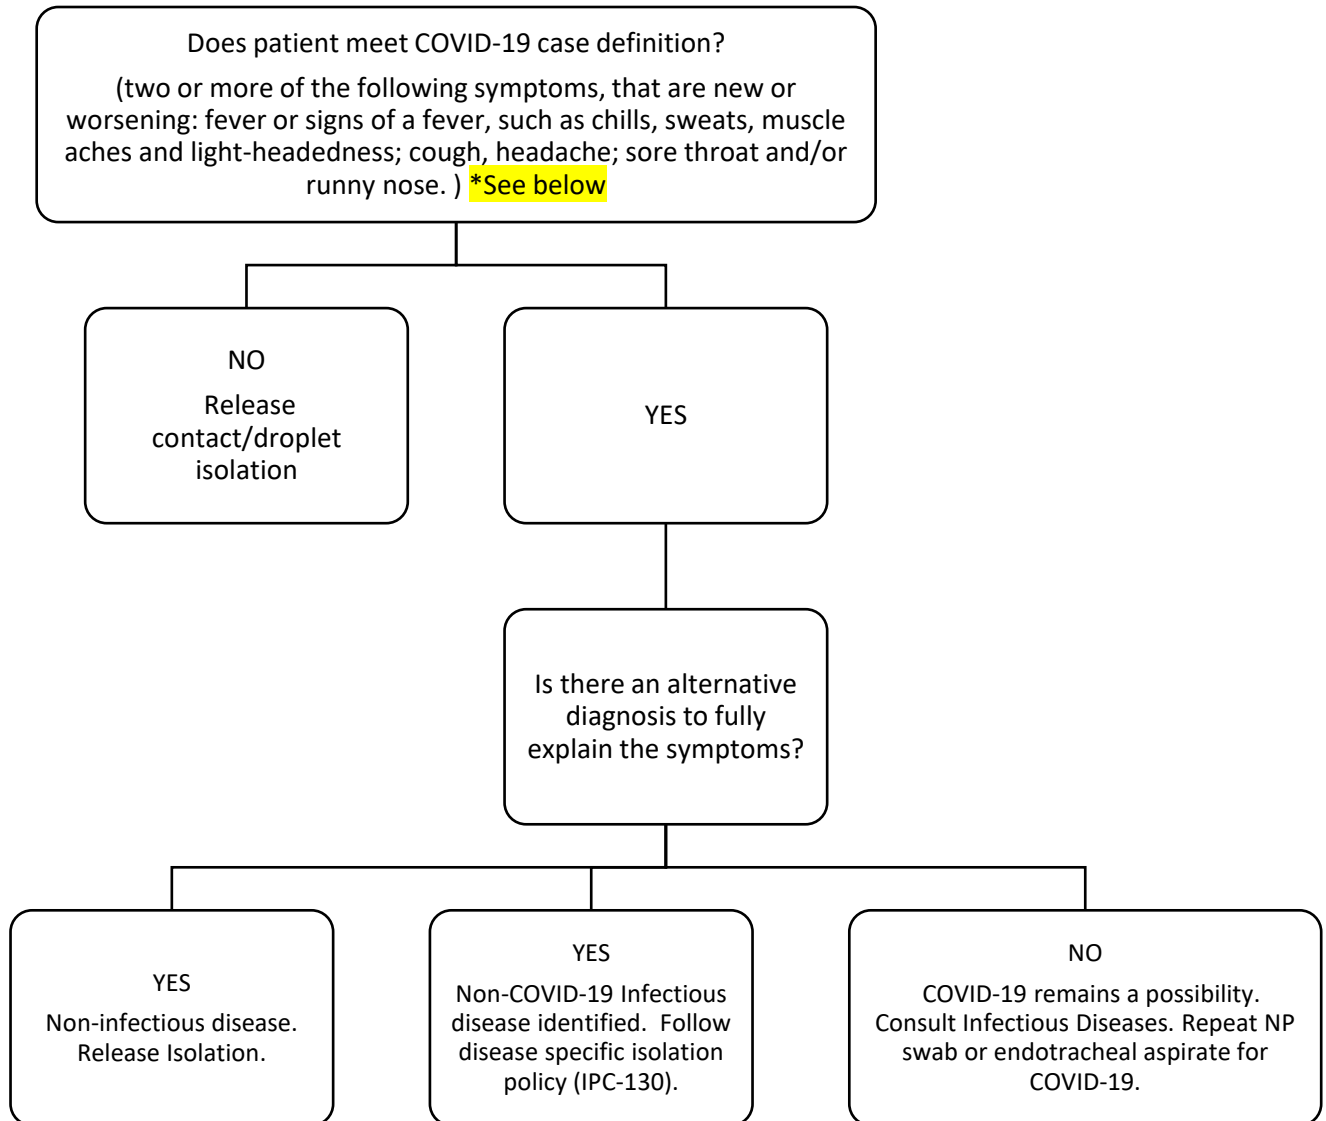 Does patient meet COVID-19 case definition?
(two or more of the following symptoms, that are new or
worsening: fever or signs of a fever, such as chills, sweats, muscle
aches and light-headedness; cough, headache; sore throat and/or
runny nose. ) *See below
NO
Release
contact/droplet
isolation
YES
Is there an alternative
diagnosis to fully
explain the symptoms?
YES
Non-infectious disease.
Release Isolation.
YES
Non-COVID-19 Infectious
disease identified.  Follow
disease specific isolation
policy (IPC-130).
NO
COVID-19 remains a possibility.
Consult Infectious Diseases. Repeat NP
swab or endotracheal aspirate for
COVID-19.